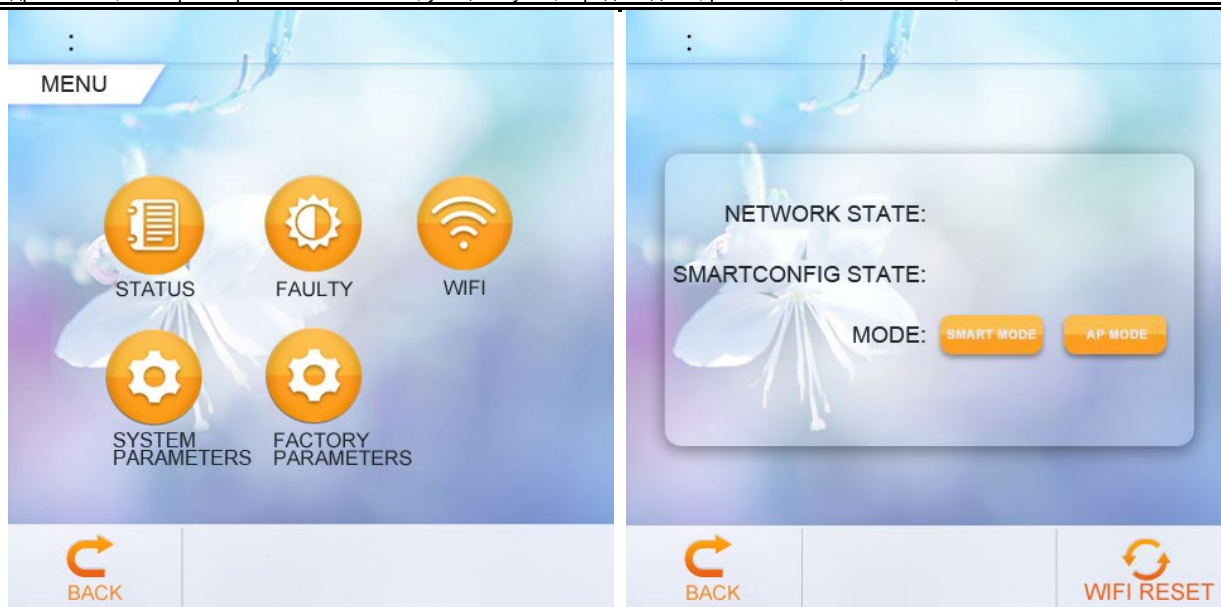 :
MENU
STATUS
FAULTY
WIFI
SYSTEM
PARAMETERS
FACTORY
PARAMETERS
BACK
:
NETWORK STATE:
SMARTCONFIG STATE:
MODE: SMART MODE AP MODE
BACK
WIFI RESET